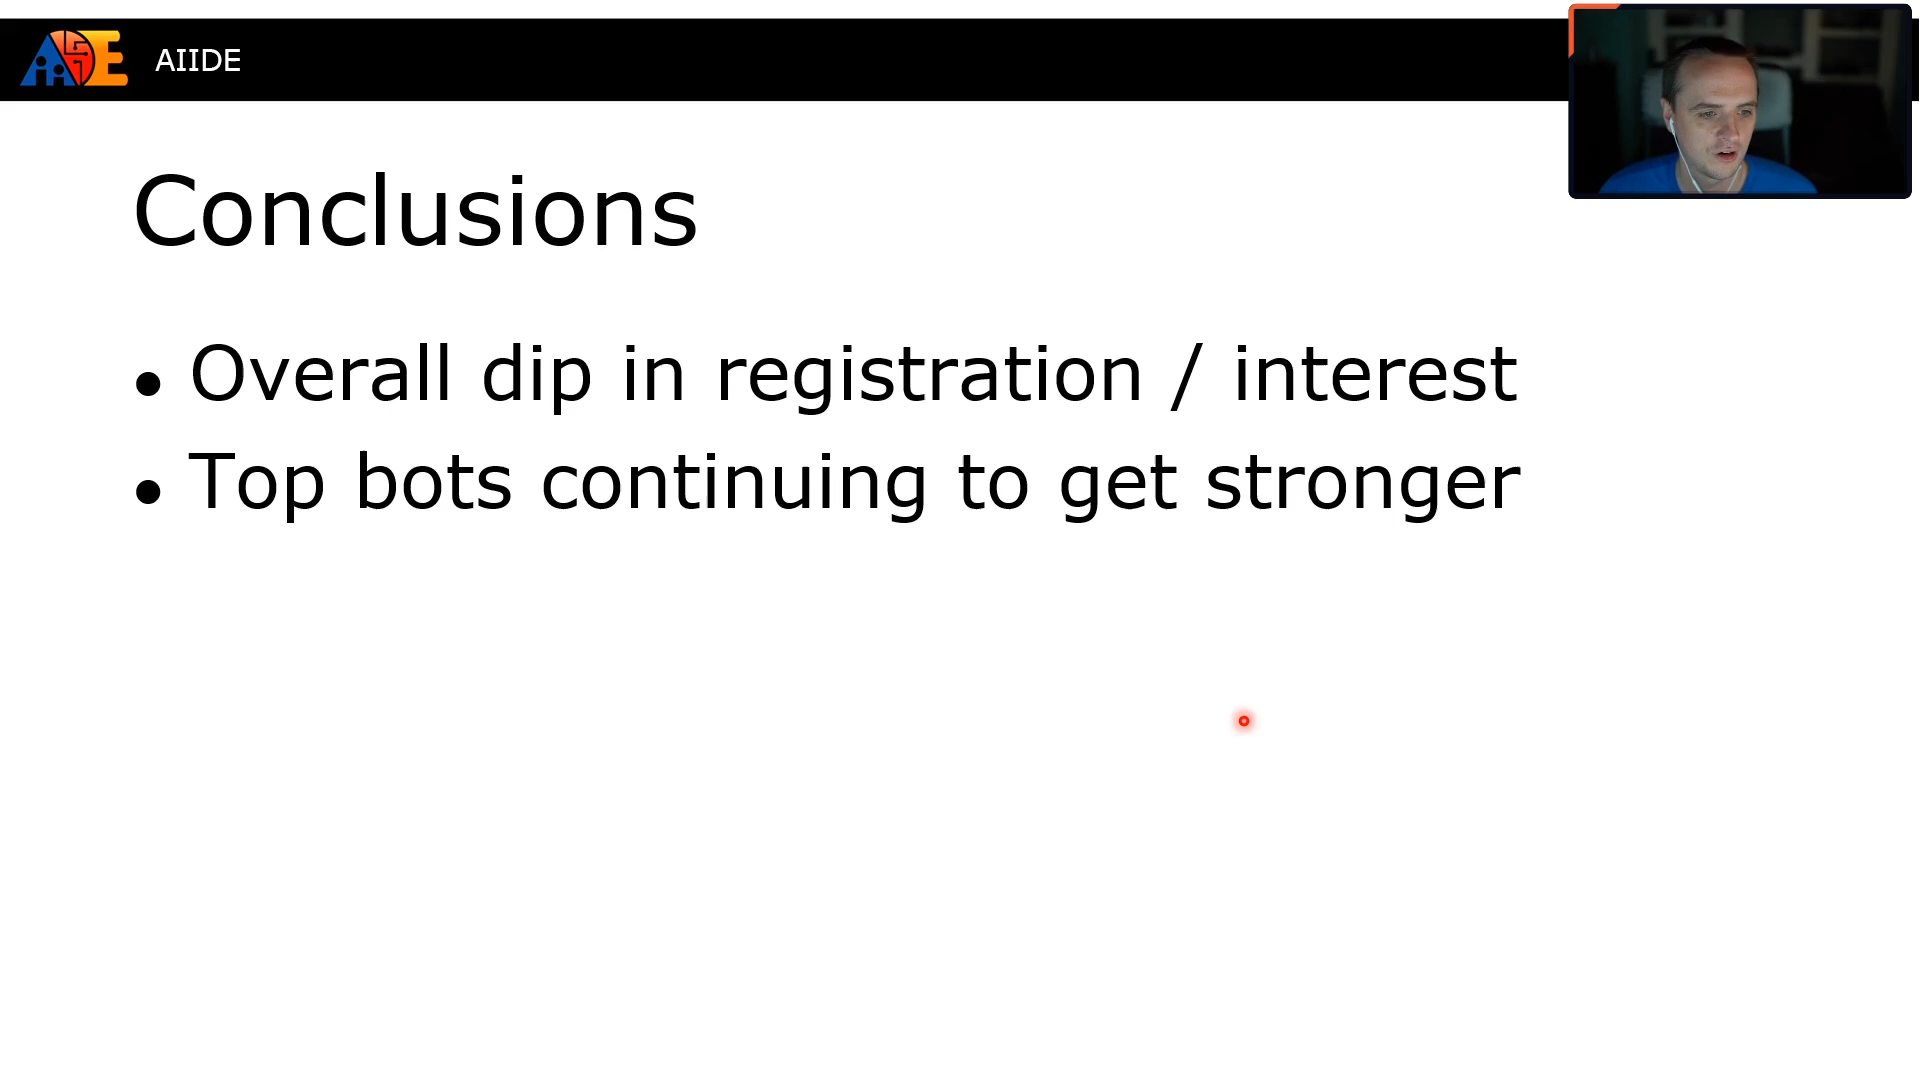 AIIDE
Conclusions
• Overall dip in registration / interest
• Top bots continuing to get stronger